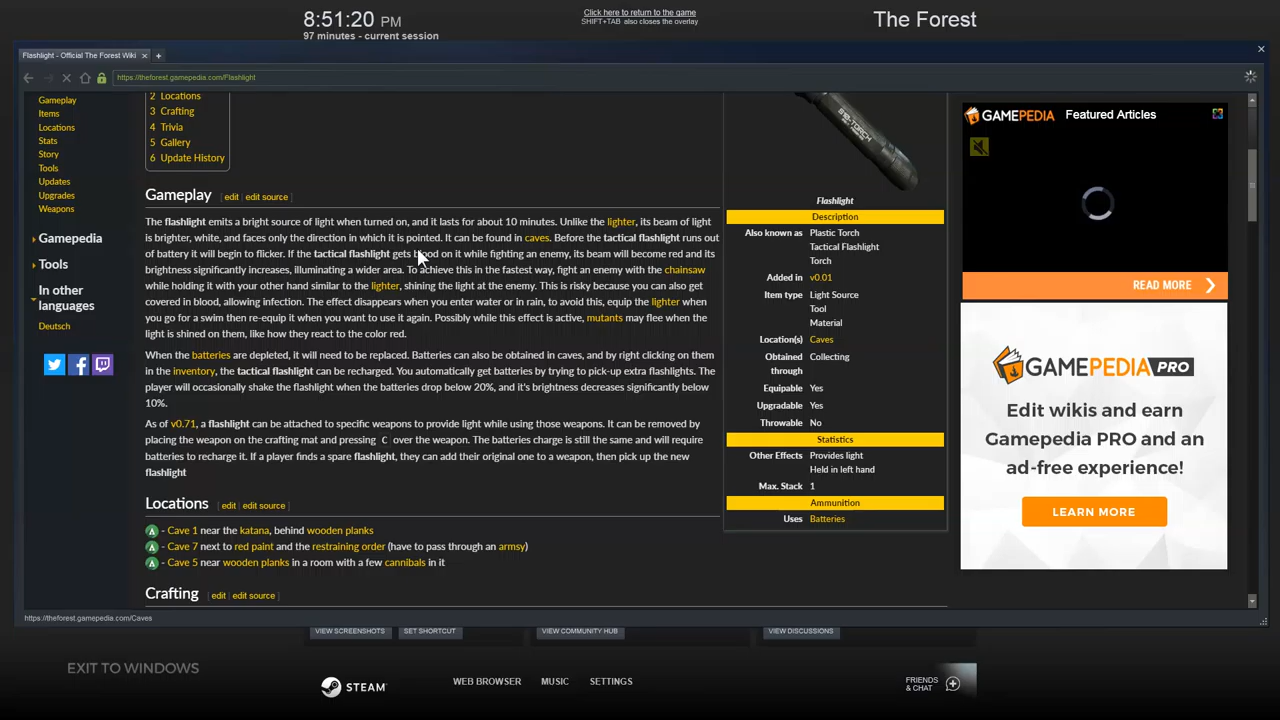 8:51:20 PM
97 minutes - current session
Click here to return to the game
SHIFT+TAB also closes the overlay
The Forest
Flashlight - Official The Forest Wiki
https://theforest.gamepedia.com/Flashlight
Gameplay
Items
Locations
Stats
Story
Tools
Updates
Upgrades
Weapons
Gamepedia
Tools
In other
languages
Deutsch
2 Locations
3 Crafting
4 Trivia
5 Gallery
6 Update History
Gameplay edit edit source
The flashlight emits a bright source of light when turned on, and it lasts for about 10 minutes. Unlike the lighter, its beam of light
is brighter, white, and faces only the direction in which it is pointed. It can be found in caves. Before the tactical flashlight runs out
of battery it will begin to flicker. If the tactical flashlight gets blood on it while fighting an enemy, its beam will become red and its
brightness significantly increases, illuminating a wider area. To achieve this in the fastest way, fight an enemy with the chainsaw
while holding it with your other hand similar to the lighter, shining the light at the enemy. This is risky because you can also get
covered in blood, allowing infection. The effect disappears when you enter water or in rain, to avoid this, equip the lighter when
you go for a swim then re-equip it when you want to use it again. Possibly while this effect is active, mutants may flee when the
light is shined on them, like how they react to the color red.
When the batteries are depleted, it will need to be replaced. Batteries can also be obtained in caves, and by right clicking on them
in the inventory, the tactical flashlight can be recharged. You automatically get batteries by trying to pick-up extra flashlights. The
player will occasionally shake the flashlight when the batteries drop below 20%, and it's brightness decreases significantly below
10%.
As of v0.71, a flashlight can be attached to specific weapons to provide light while using those weapons. It can be removed by
placing the weapon on the crafting mat and pressing C over the weapon. The batteries charge is still the same and will require
batteries to recharge it. If a player finds a spare flashlight, they can add their original one to a weapon, then pick up the new
flashlight
Locations edit edit source
A - Cave 1 near the katana, behind wooden planks
A - Cave 7 next to red paint and the restraining order (have to pass through an armsy)
A - Cave 5 near wooden planks in a room with a few cannibals in it
Crafting edit edit source
Flashlight
Description
Also known as Plastic Torch
Tactical Flashlight
Torch
Added in v0.01
Item type Light Source
Tool
Material
Location(s) Caves
Obtained Collecting
through
Equipable Yes
Upgradable Yes
Throwable No
Statistics
Other Effects Provides light
Held in left hand
Max. Stack 1
Ammunition
Uses Batteries
GAMEPEDIA Featured Articles
READ MORE
GAMEPEDIA PRO
Edit wikis and earn
Gamepedia PRO and an
ad-free experience!
LEARN MORE
https://theforest.gamepedia.com/Caves
VIEW SCREENSHOTS
SET SHORTCUT
VIEW COMMUNITY HUB
VIEW DISCUSSIONS
EXIT TO WINDOWS
STEAM
WEB BROWSER
MUSIC
SETTINGS
FRIENDS
& CHAT